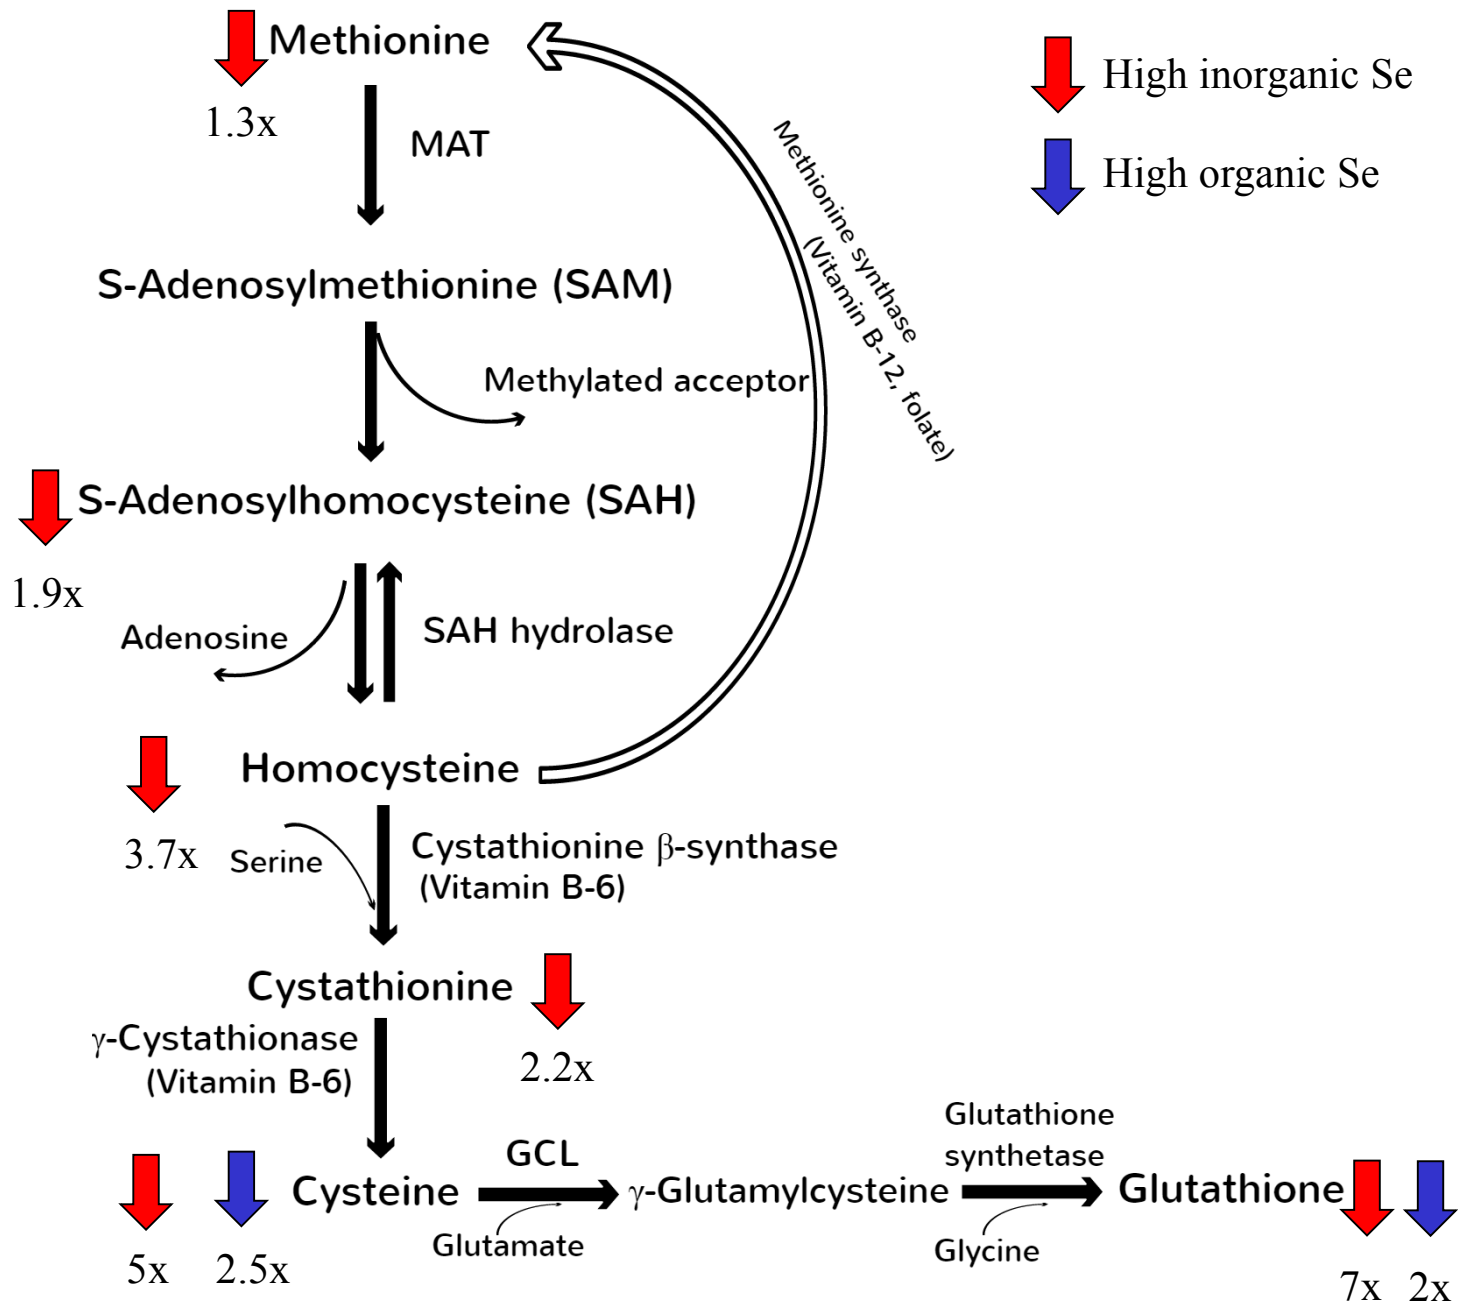 Methionine
1.3x
High inorganic Se
High organic Se
MAT
Methionine synthase
(Vitamin B-12, folate)
S-Adenosylmethionine (SAM)
Methylated acceptor
S-Adenosylhomocysteine (SAH)
1.9x
Adenosine
SAH hydrolase
Homocysteine
3.7x
Serine
Cystathionine β-synthase
(Vitamin B-6)
Cystathionine
2.2x
γ-Cystathionase
(Vitamin B-6)
Cysteine
5x
2.5x
GCL
Glutamate
γ-Glutamylcysteine
Glutathione
synthetase
Glycine
Glutathione
7x
2x